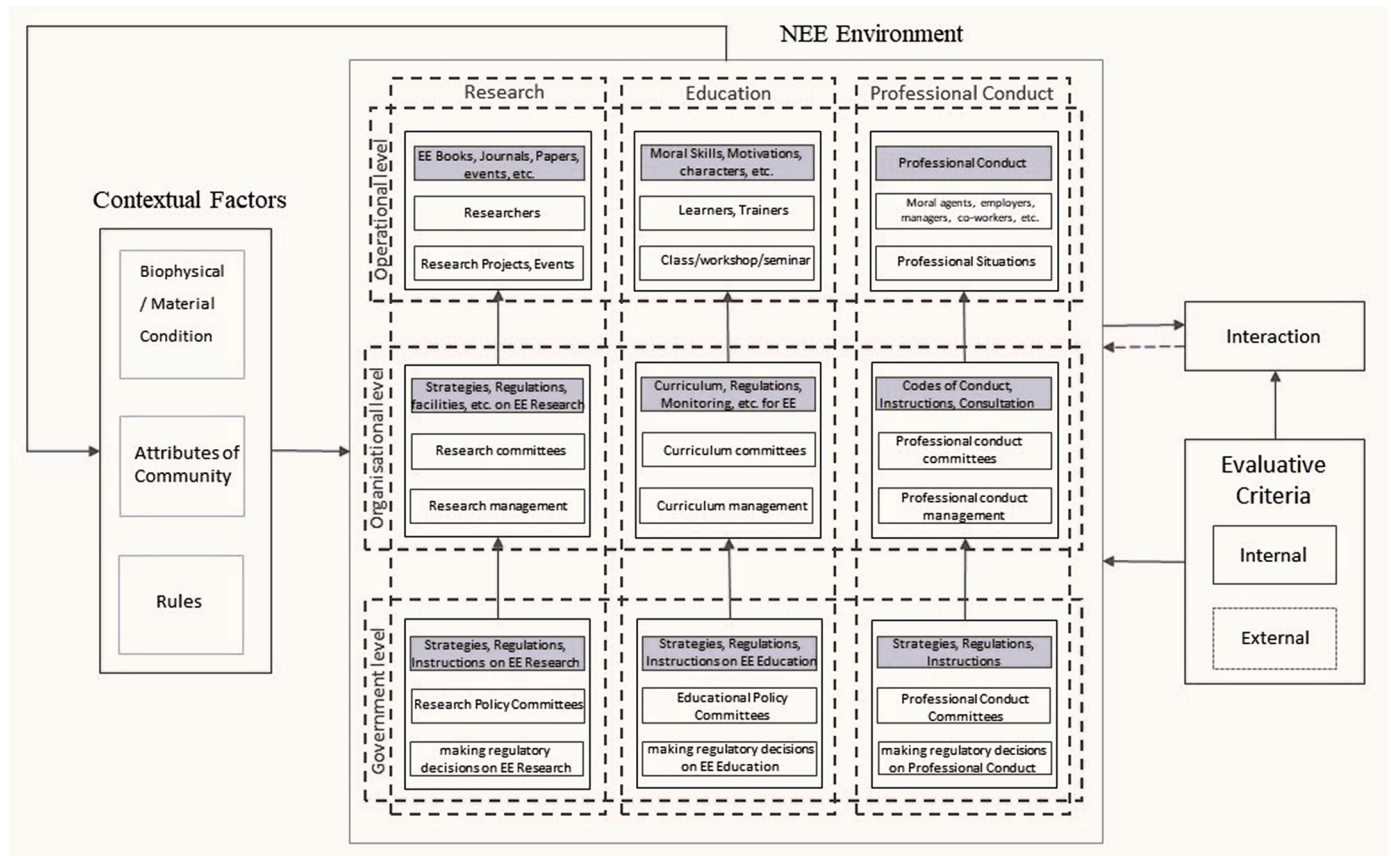 NEE Environment
Contextual Factors
Biophysical
/ Material
Condition
Attributes of
Community
Rules
Research
Education
Professional Conduct
Operational level
EE Books, Journals, Papers,
events, etc.
Researchers
Research Projects, Events
Moral Skills, Motivations,
characters, etc.
Learners, Trainers
Class/workshop/seminar
Professional Conduct
Moral agents, employers,
managers, co-workers, etc.
Professional Situations
Organisational level
Strategies, Regulations,
facilities, etc. on EE Research
Research committees
Research management
Curriculum, Regulations,
Monitoring, etc. for EE
Curriculum committees
Curriculum management
Codes of Conduct,
Instructions, Consultation
Professional conduct
committees
Professional conduct
management
Government level
Strategies, Regulations,
Instructions on EE Research
Research Policy Committees
making regulatory
decisions on EE Research
Strategies, Regulations,
Instructions on EE Education
Educational Policy
Committees
making regulatory decisions
on EE Education
Strategies, Regulations,
Instructions
Professional Conduct
Committees
making regulatory decisions
on Professional Conduct
Interaction
Evaluative
Criteria
Internal
External